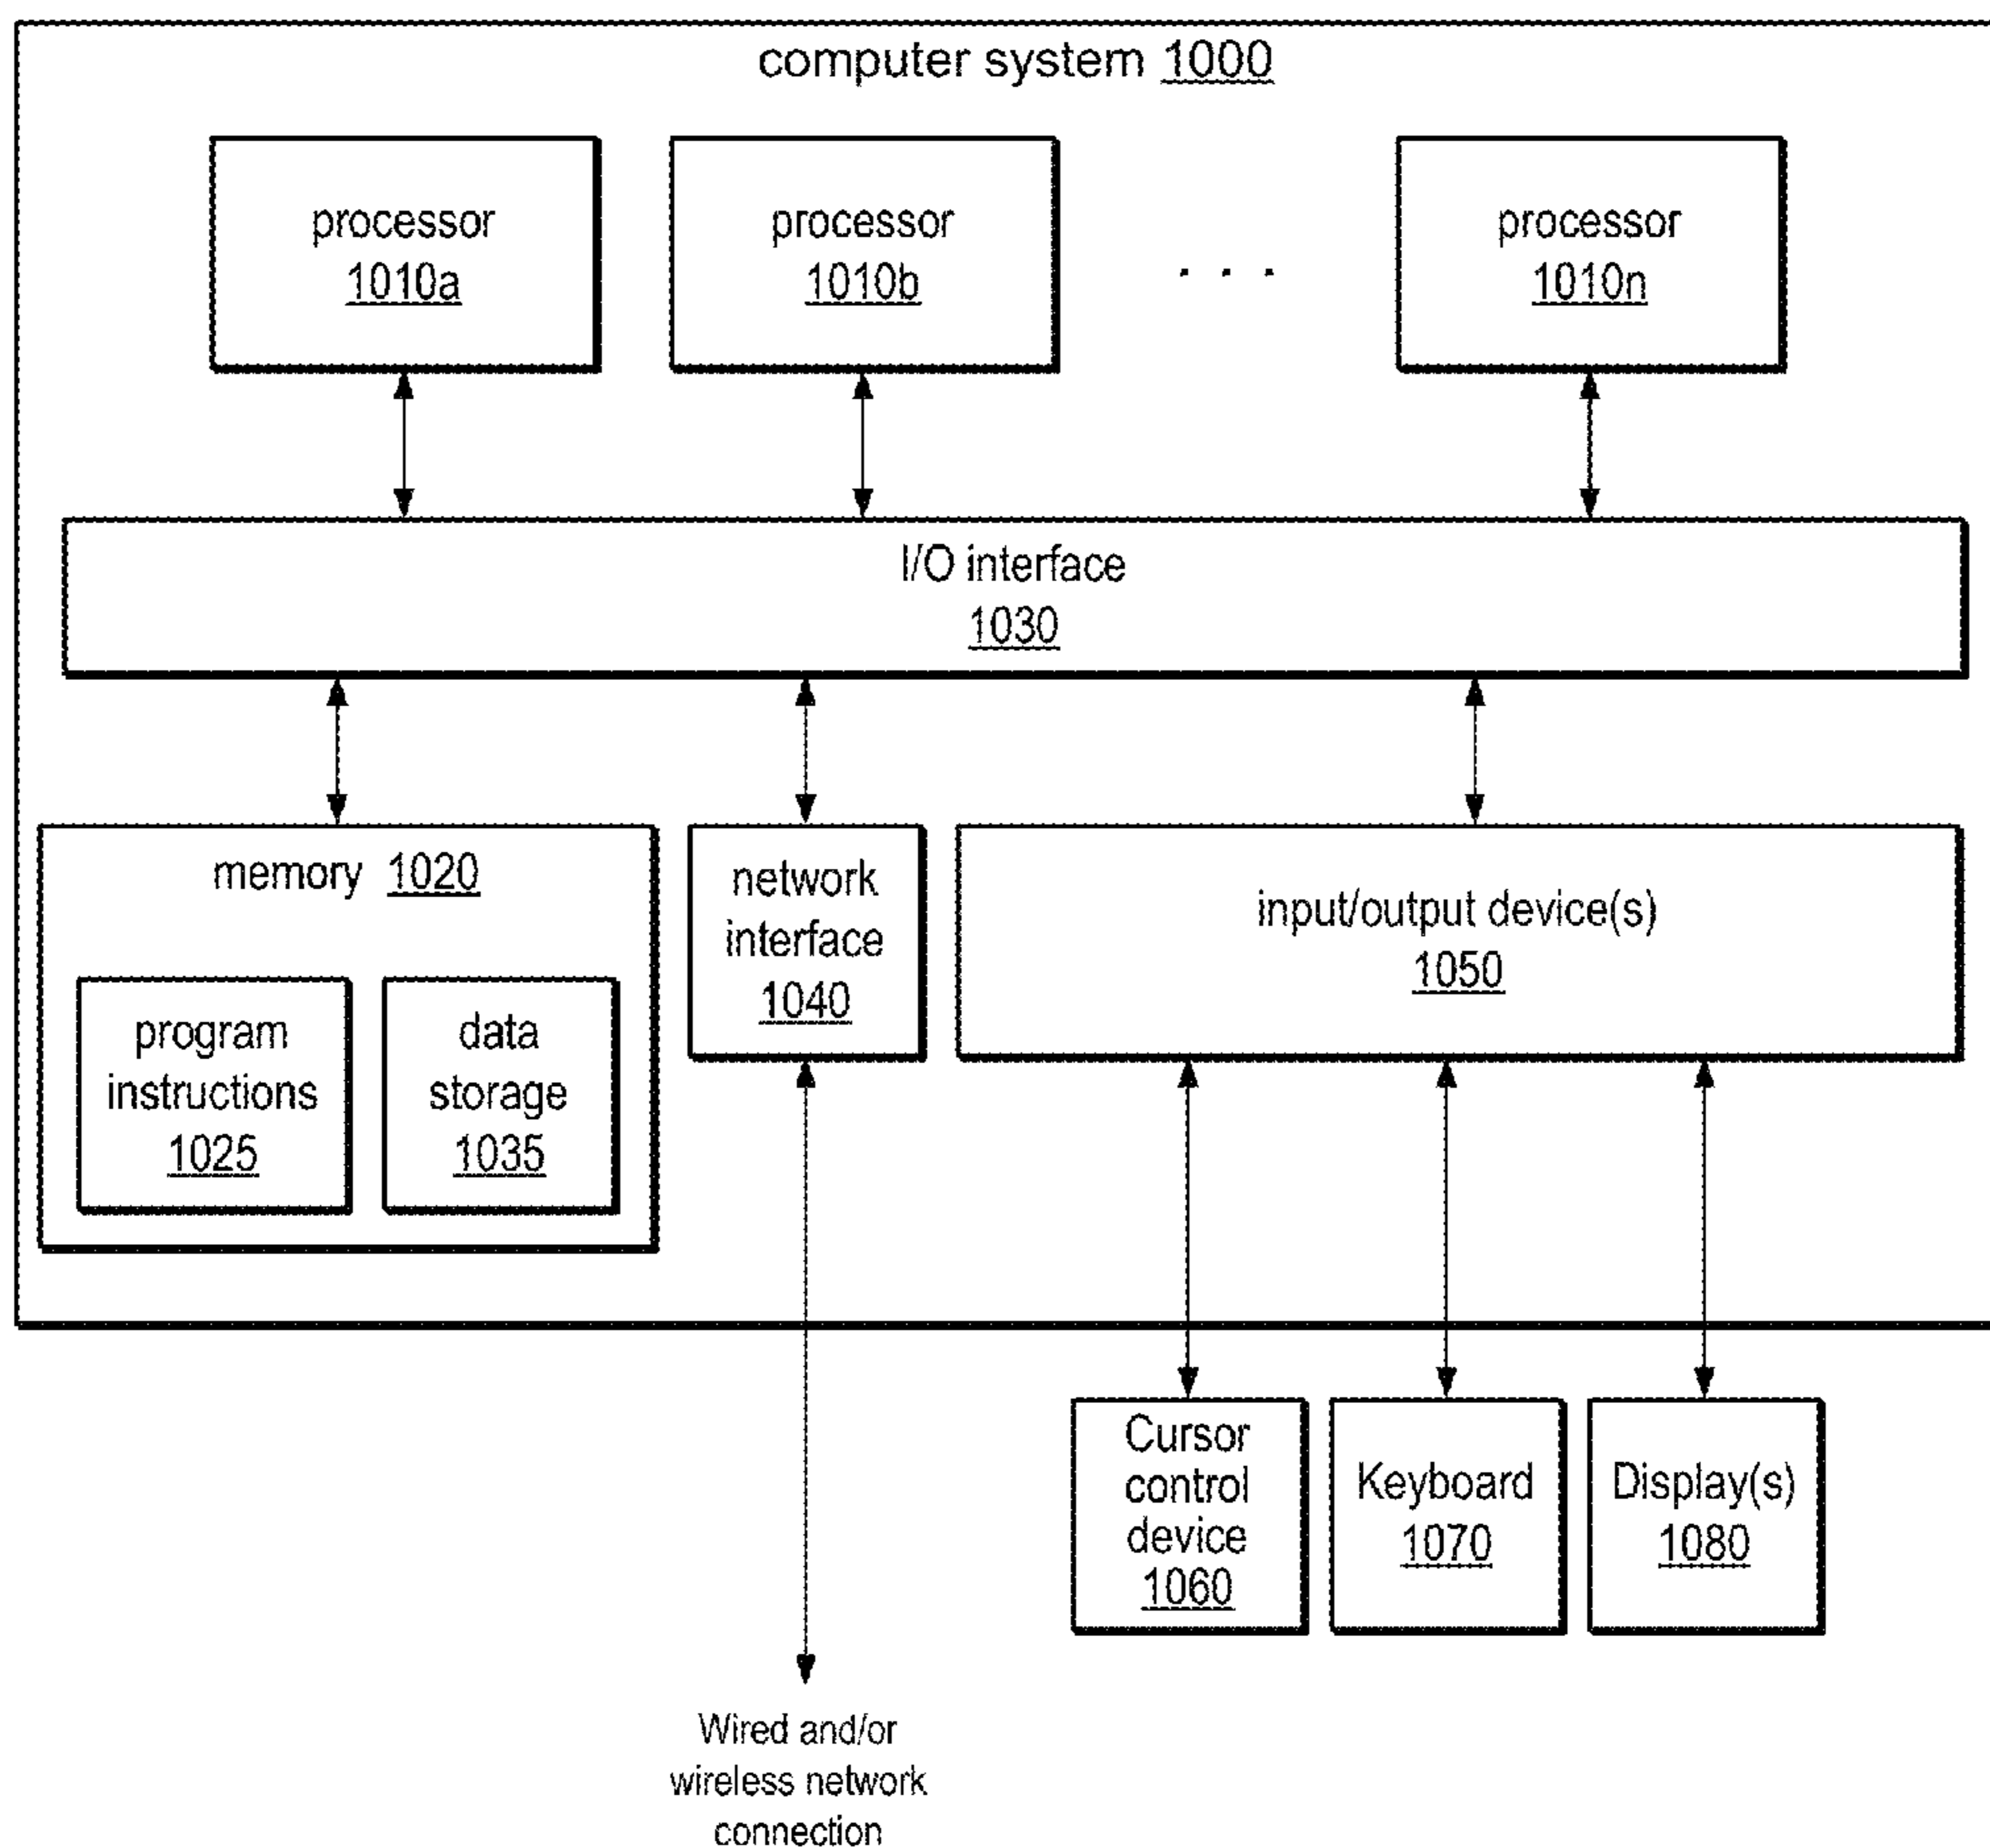 computer system 1000
processor
1010a
processor
1010b
. . .
processor
1010n
I/O interface
1030
memory 1020
program
instructions
1025
data
storage
1035
network
interface
1040
input/output device(s)
1050
Cursor
control
device
1060
Keyboard
1070
Display(s)
1080
Wired and/or
wireless network
connection